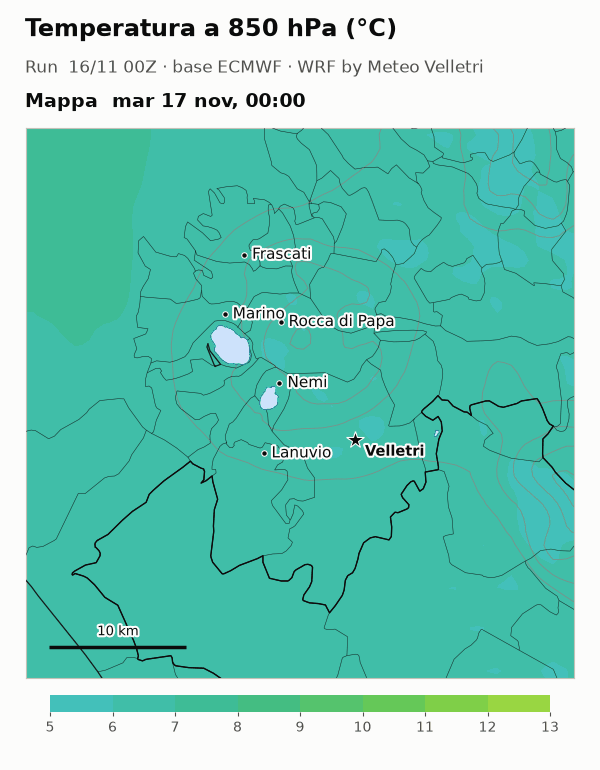 Temperatura a 850 hPa (°C)
Run  16/11 00Z · base ECMWF · WRF by Meteo Velletri
Mappa  mar 17 nov, 00:00
Frascati
Marino
Rocca di Papa
Nemi
Velletri
Lanuvio
10 km
5 6 7 8 9 10 11 12 13